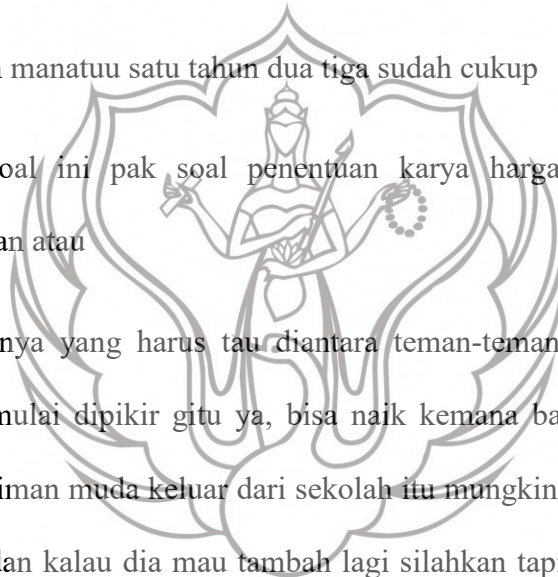 manatuu satu tahun dua tiga sudah cukup
oal ini pak soal penentuan karya harga
an atau
nya yang harus tau diantara teman-teman
mulai dipikir gitu ya, bisa naik kemana ba
iman muda keluar dari sekolah itu mungkin
dan kalau dia mau tambah lagi silahkan tap